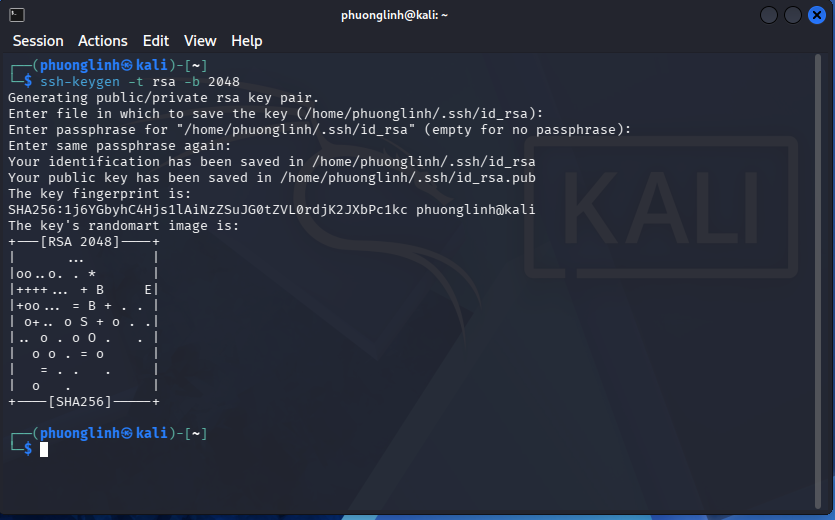 phuonglinh@kali: ~
Session Actions Edit View Help
┌──(phuonglinh㉿kali)-[~]
└─$ ssh-keygen -t rsa -b 2048
Generating public/private rsa key pair.
Enter file in which to save the key (/home/phuonglinh/.ssh/id_rsa):
Enter passphrase for "/home/phuonglinh/.ssh/id_rsa" (empty for no passphrase):
Enter same passphrase again:
Your identification has been saved in /home/phuonglinh/.ssh/id_rsa
Your public key has been saved in /home/phuonglinh/.ssh/id_rsa.pub
The key fingerprint is:
SHA256:1j6YGbyhC4Hjs1lAiNzZSuJG0tZVL0rdjK2JXbPc1kc phuonglinh@kali
The key's randomart image is:
+---[RSA 2048]----+
|       ...       |
|oo..o. . *       |
|++++... + B     E|
|+oo... = B + . . |
| o+.. o S + o . .|
|.. o . o O .   . |
|  o o . = o      |
|   = . .   .     |
|  o   .          |
+----[SHA256]-----+
┌──(phuonglinh㉿kali)-[~]
└─$
KALI